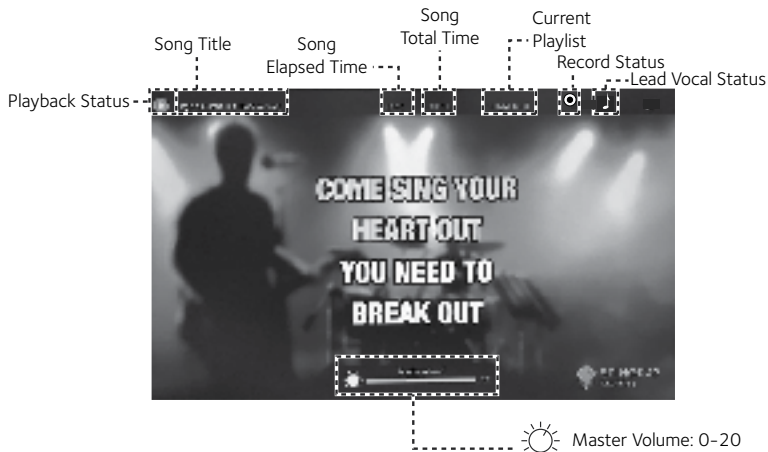 Song
Total Time
Current
Playlist
Song Title
Song
Elapsed Time
Record Status
Lead Vocal Status
Playback Status
COME SING YOUR
HEART OUT
YOU NEED TO
BREAK OUT
Master Volume: 0-20